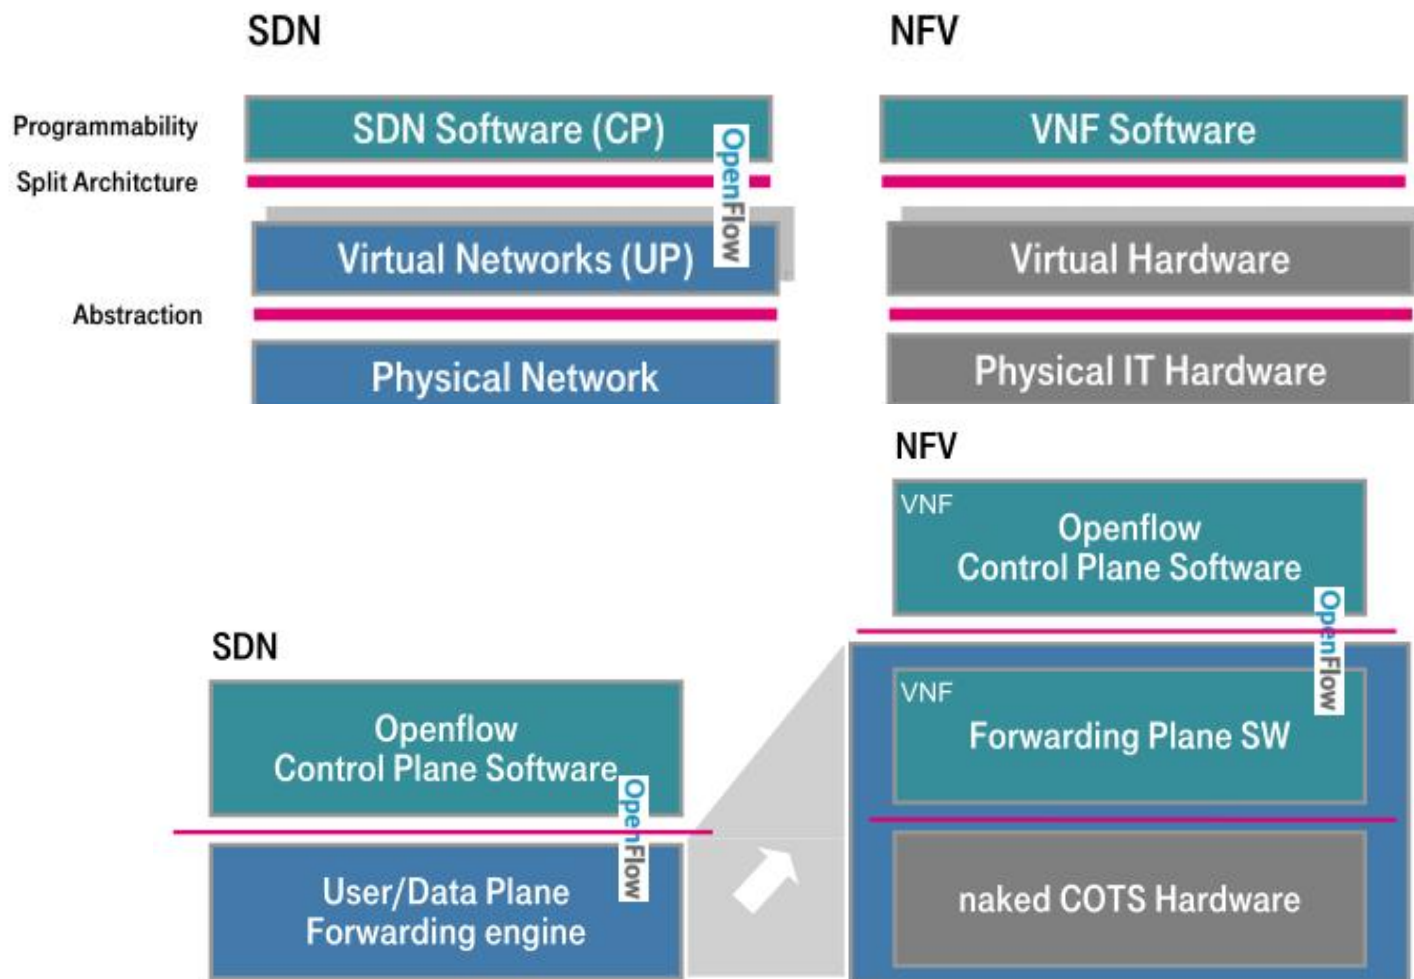 SDN
NFV
Programmability
SDN Software (CP)
VNF Software
Split Architcture
OpenFlow
Virtual Networks (UP)
Virtual Hardware
Abstraction
Physical Network
Physical IT Hardware
NFV
VNF
Openflow
Control Plane Software
OpenFlow
SDN
VNF
Forwarding Plane SW
Openflow
Control Plane Software
OpenFlow
User/Data Plane
Forwarding engine
naked COTS Hardware